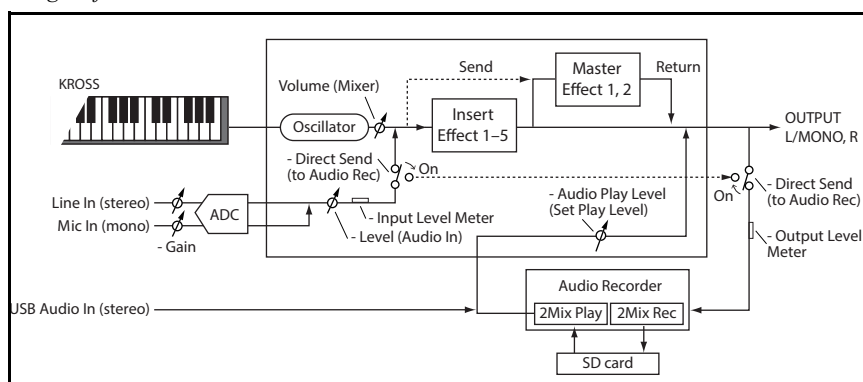 KROSS
Volume (Mixer)
Oscillator
Send
Insert
Effect 1–5
Master
Effect 1, 2
Return
OUTPUT
L/MONO, R
- Direct Send
(to Audio Rec)
On
On
- Direct Send
(to Audio Rec)
Line In (stereo)
Mic In (mono)
- Gain
ADC
- Input Level Meter
- Level (Audio In)
- Audio Play Level
(Set Play Level)
- Output Level
Meter
USB Audio In (stereo)
Audio Recorder
2Mix Play
2Mix Rec
SD card